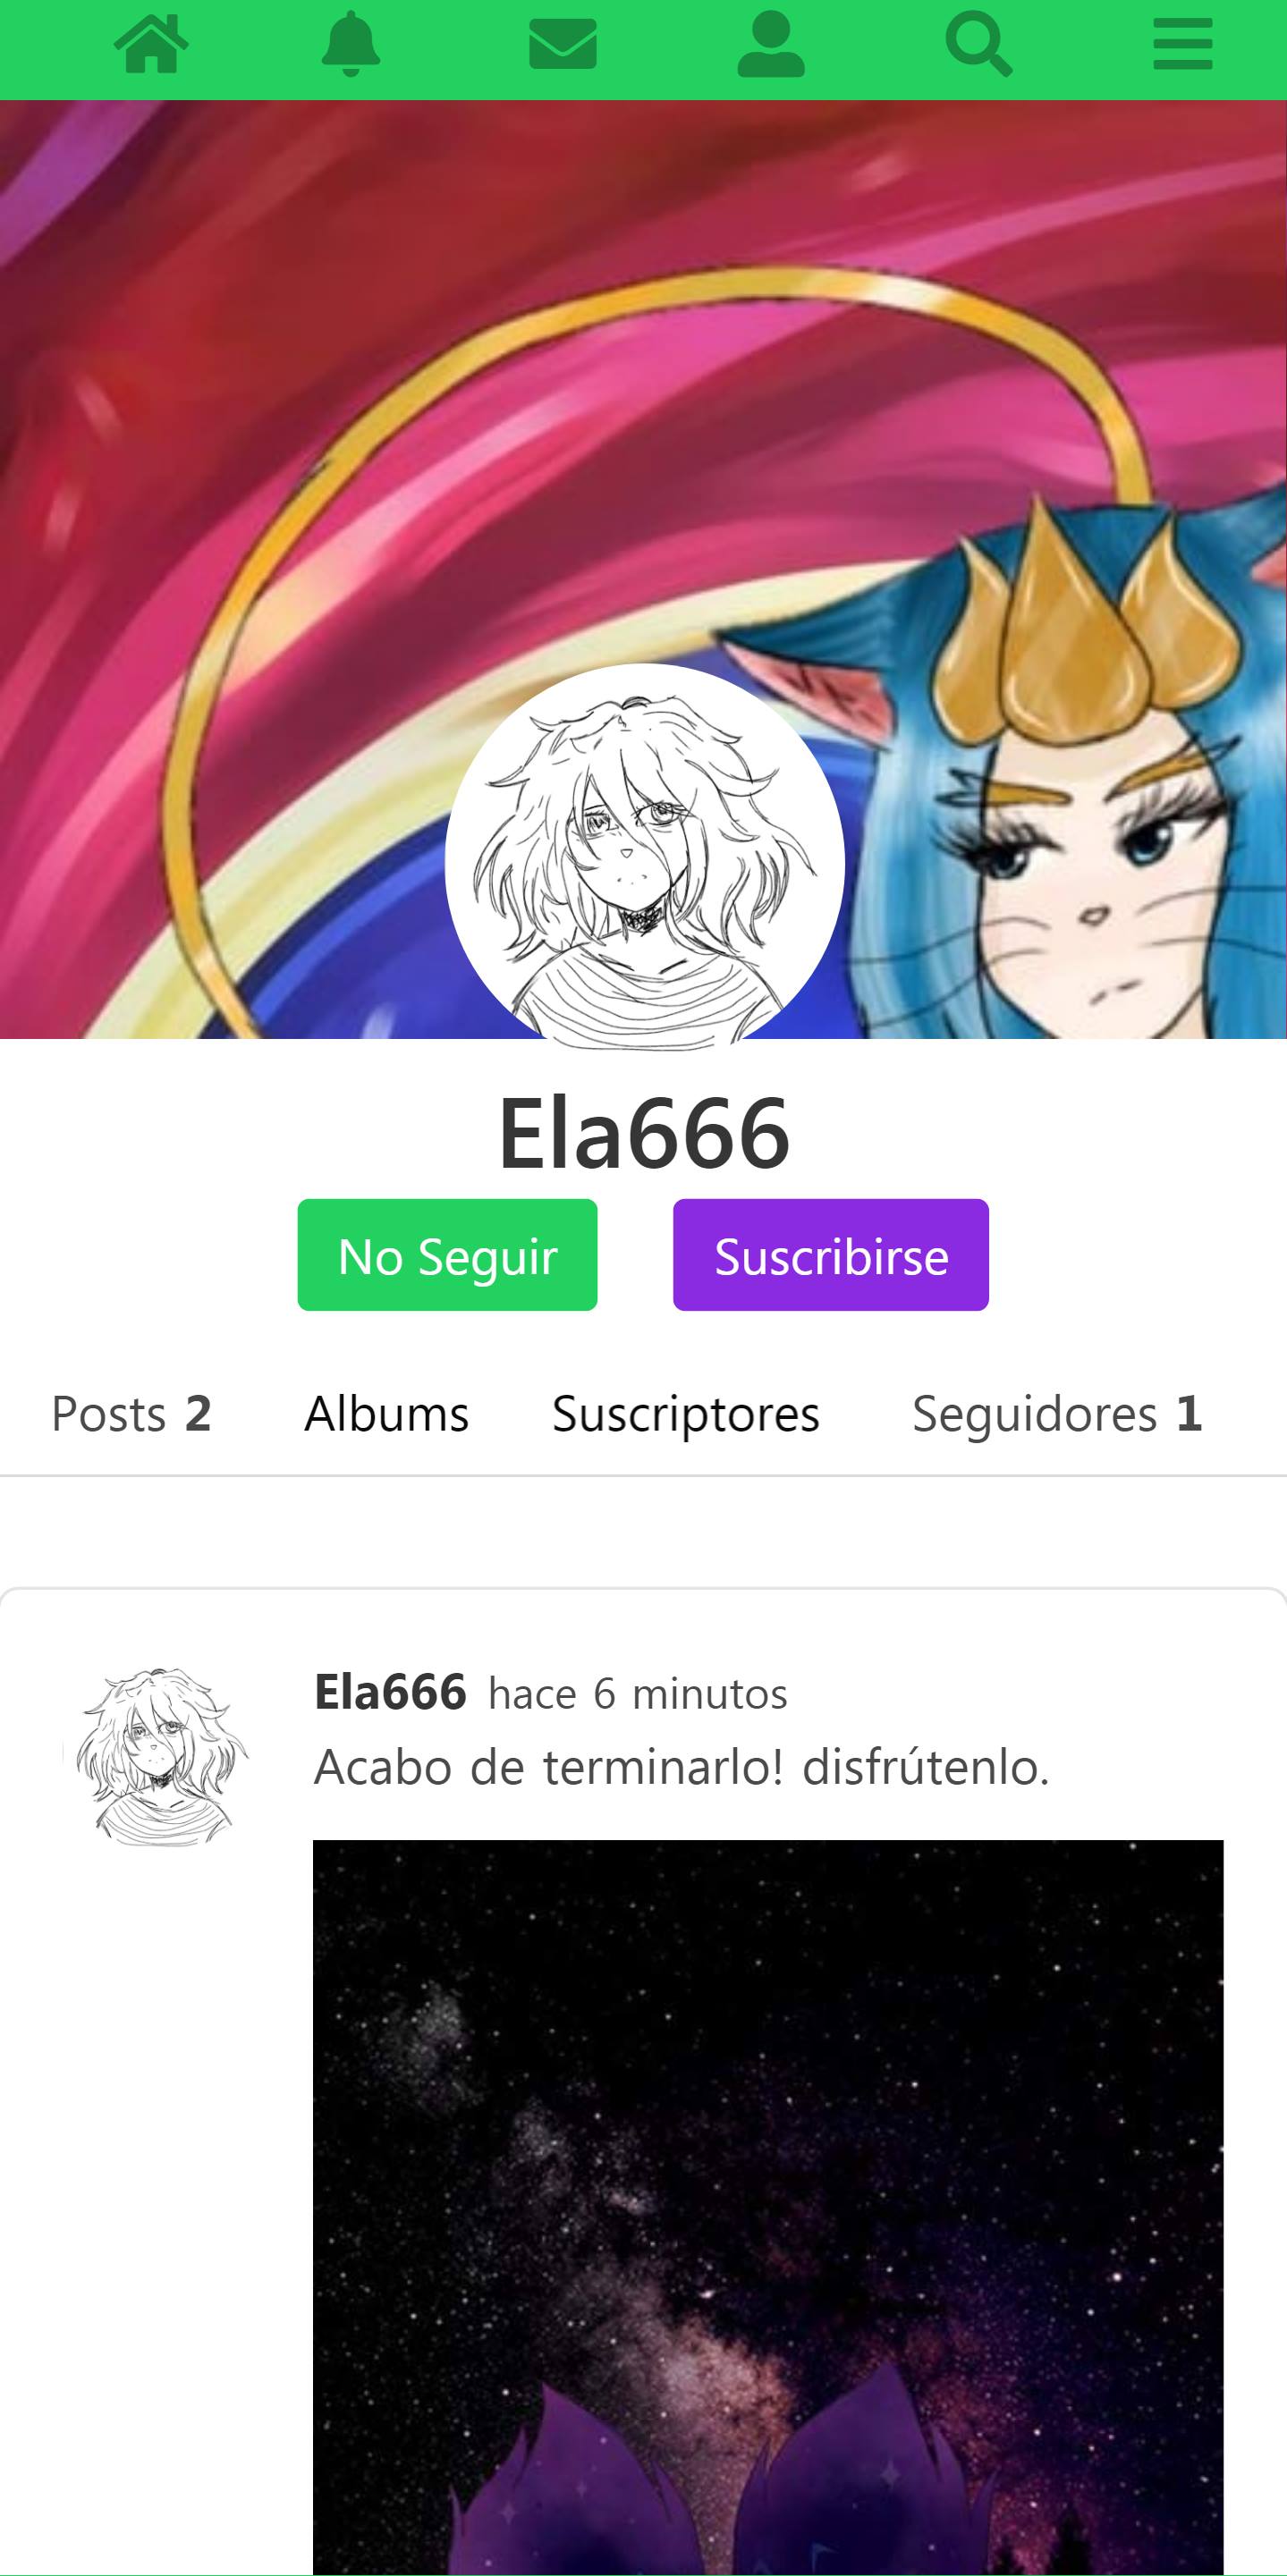 Ela666
No Seguir Suscribirse
Posts 2 Albums Suscriptores Seguidores 1
Ela666 hace 6 minutos
Acabo de terminarlo! disfrútenlo.